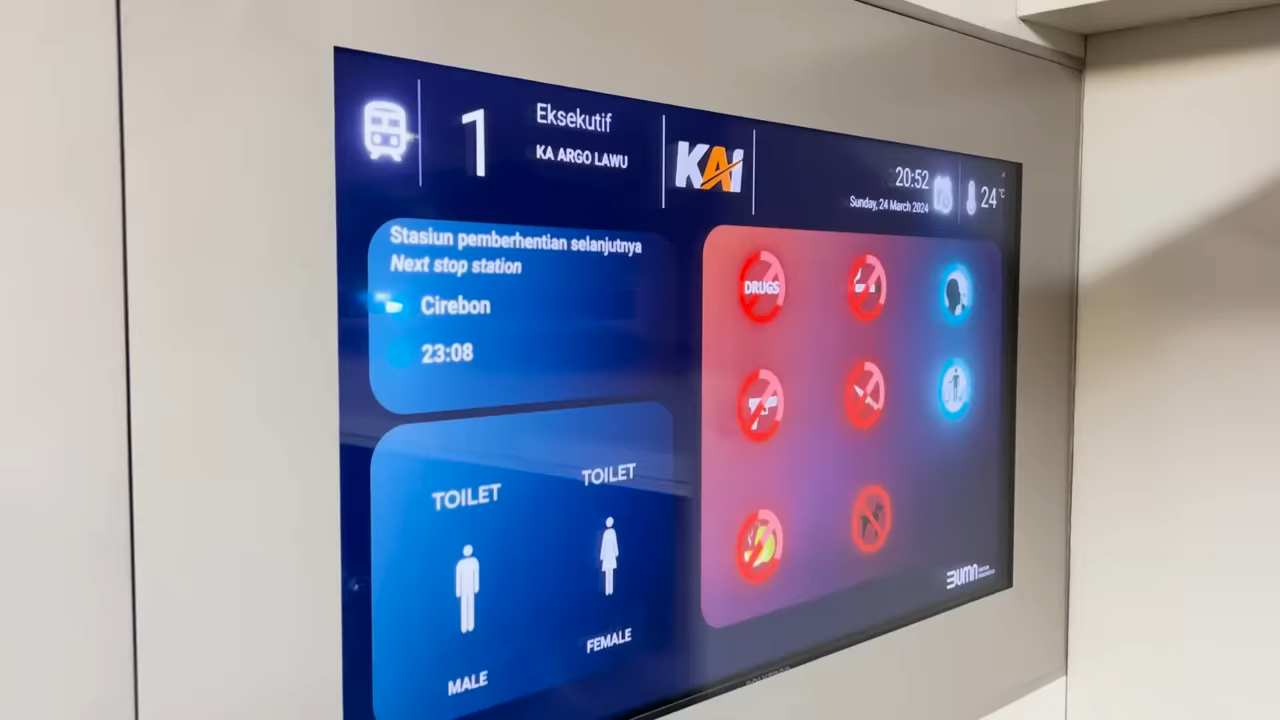 1
Eksekutif
KA ARGO LAWU
KAI
20:52
Sunday, 24 March 2024
24 °C
Stasiun pemberhentian selanjutnya
Next stop station
Cirebon
23:08
TOILET
TOILET
MALE
FEMALE
DRUGS
BUMN